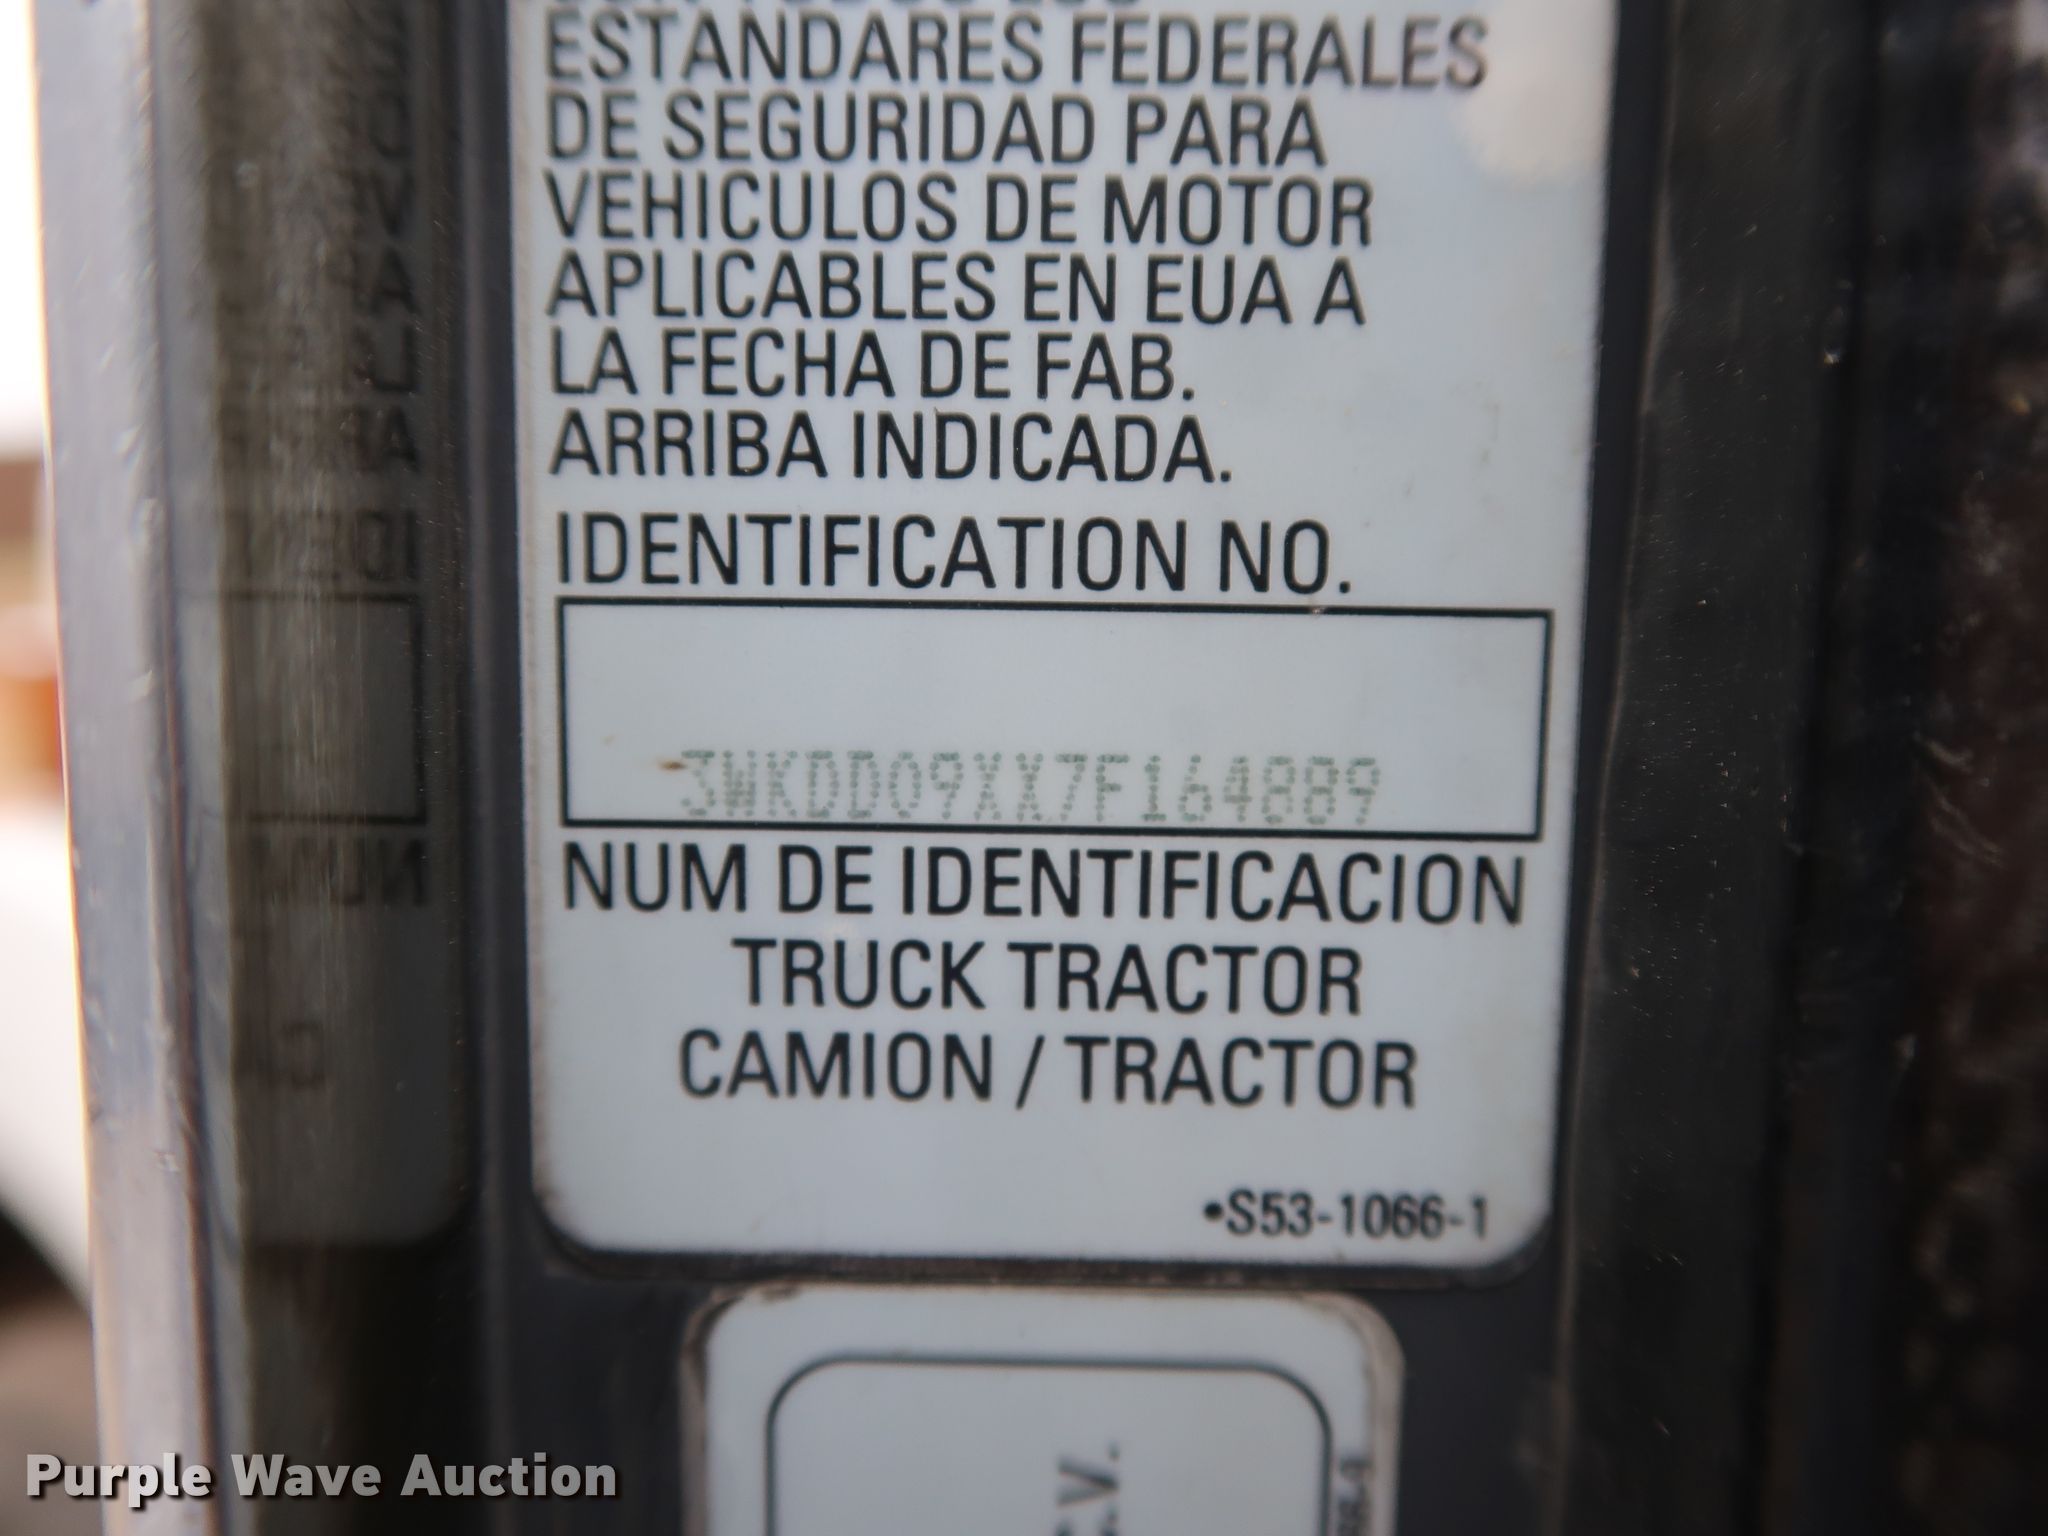 ESTANDARES FEDERALES
DE SEGURIDAD PARA
VEHICULOS DE MOTOR
APLICABLES EN EUA A
LA FECHA DE FAB.
ARRIBA INDICADA.
IDENTIFICATION NO.
3WKDD09XX7F164889
NUM DE IDENTIFICACION
TRUCK TRACTOR
CAMION / TRACTOR
•S53-1066-1
Purple Wave Auction